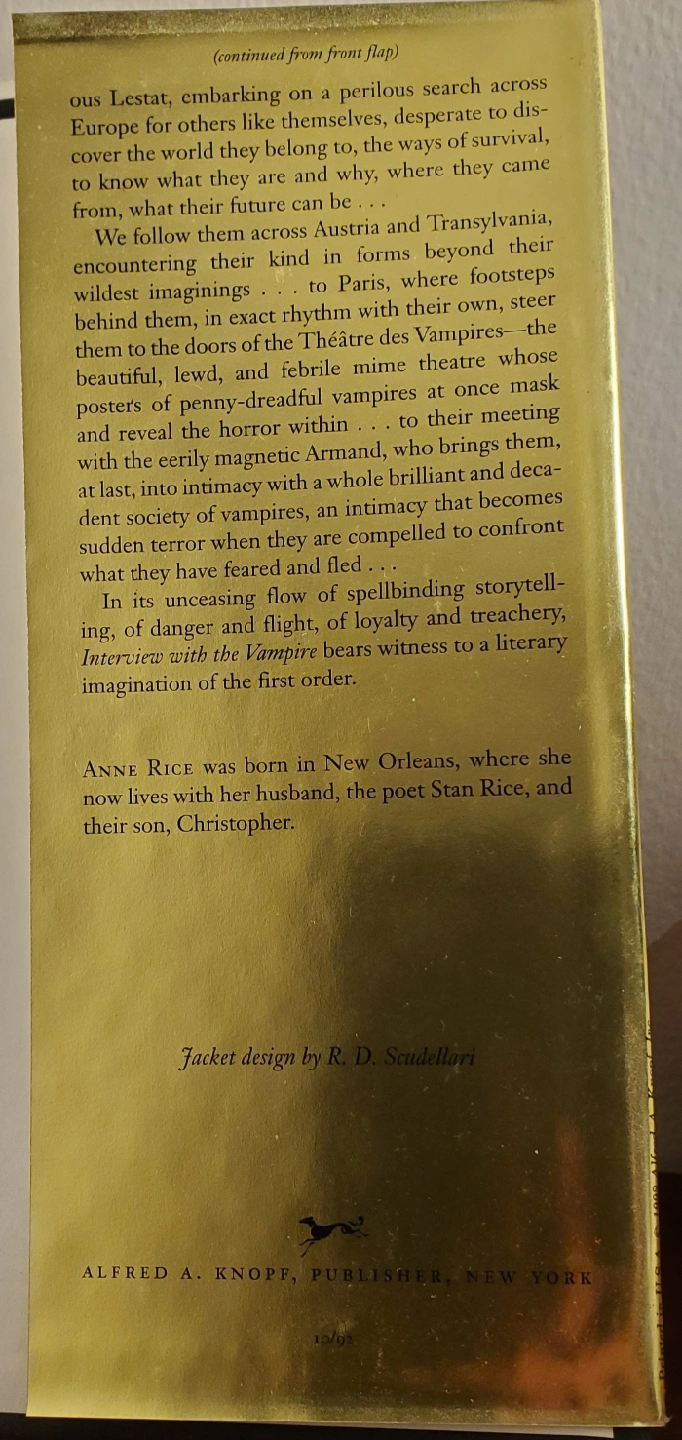 (continued from front flap)
ous Lestat, embarking on a perilous search across
Europe for others like themselves, desperate to dis-
cover the world they belong to, the ways of survival,
to know what they are and why, where they came
from, what their future can be . . .
We follow them across Austria and Transylvania,
encountering their kind in forms beyond their
wildest imaginings . . . to Paris, where footsteps
behind them, in exact rhythm with their own, steer
them to the doors of the Théâtre des Vampires—the
beautiful, lewd, and febrile mime theatre whose
posters of penny-dreadful vampires at once mask
and reveal the horror within . . . to their meeting
with the eerily magnetic Armand, who brings them,
at last, into intimacy with a whole brilliant and deca-
dent society of vampires, an intimacy that becomes
sudden terror when they are compelled to confront
what they have feared and fled . . .
In its unceasing flow of spellbinding storytell-
ing, of danger and flight, of loyalty and treachery,
Interview with the Vampire bears witness to a literary
imagination of the first order.
ANNE RICE was born in New Orleans, where she
now lives with her husband, the poet Stan Rice, and
their son, Christopher.
Jacket design by R. D. Scudellari
ALFRED A. KNOPF, PUBLISHER, NEW YORK